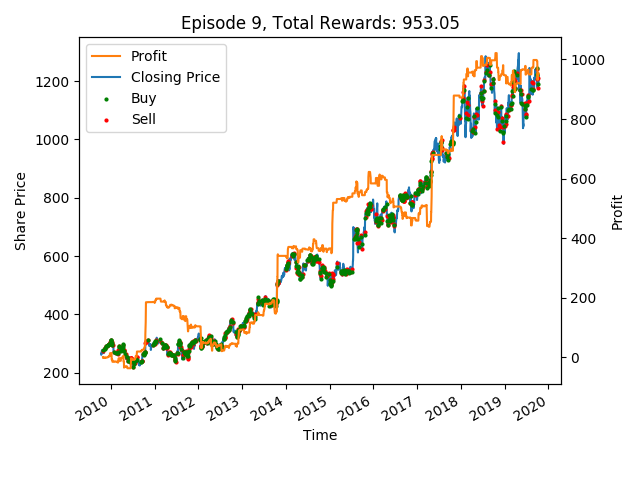 Episode 9, Total Rewards: 953.05
Profit
Closing Price
Buy
Sell
Share Price
1200
1000
800
600
400
200
1000
800
600
400
200
0
Profit
2010 2011 2012 2013 2014 2015 2016 2017 2018 2019 2020
Time